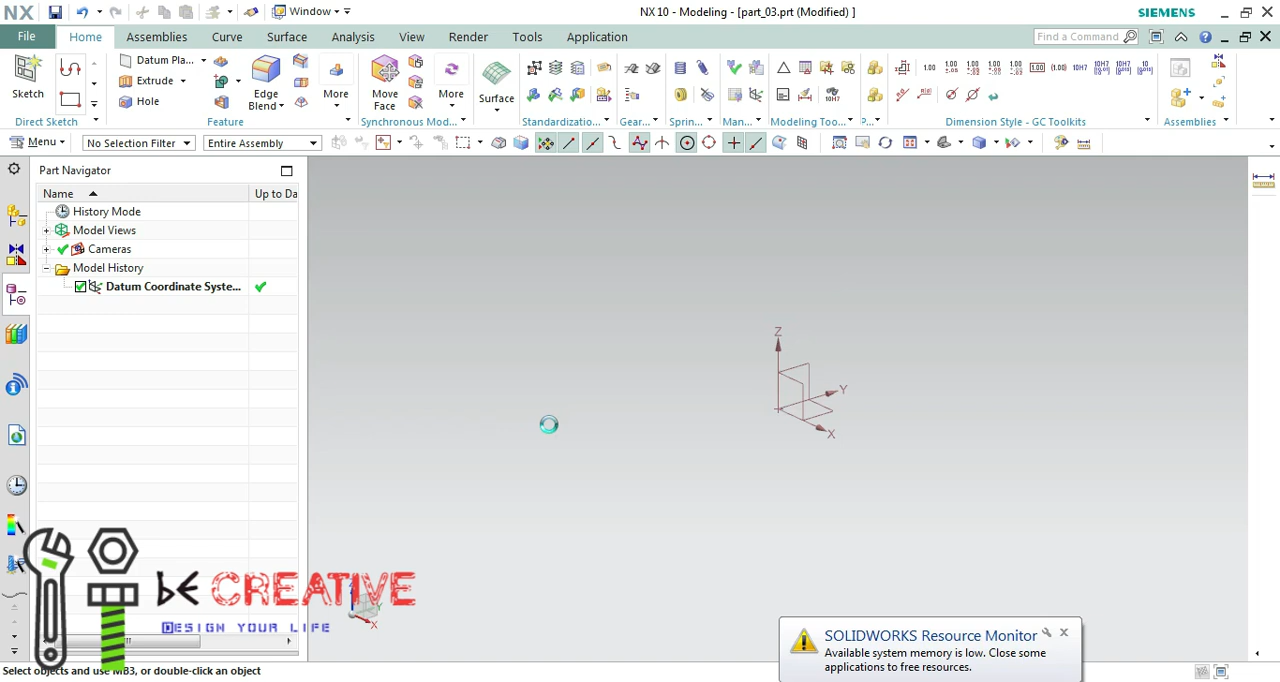 NX
Window
NX 10 - Modeling - [part_03.prt (Modified) ]
SIEMENS
File
Home
Assemblies
Curve
Surface
Analysis
View
Render
Tools
Application
Find a Command
Sketch
Datum Pla...
Extrude
Hole
Edge
Blend
More
Move
Face
More
Surface
Direct Sketch
Feature
Synchronous Mod...
Standardization...
Gear...
Sprin...
Man...
Modeling Too...
P...
Dimension Style - GC Toolkits
Assemblies
Menu
No Selection Filter
Entire Assembly
Part Navigator
Name
Up to Da
History Mode
Model Views
Cameras
Model History
Datum Coordinate Syste...
Z
Y
X
bE CREATIVE
DESIGN YOUR LIFE
Y
X
SOLIDWORKS Resource Monitor
Available system memory is low. Close some
applications to free resources.
Select objects and use MB3, or double-click an object